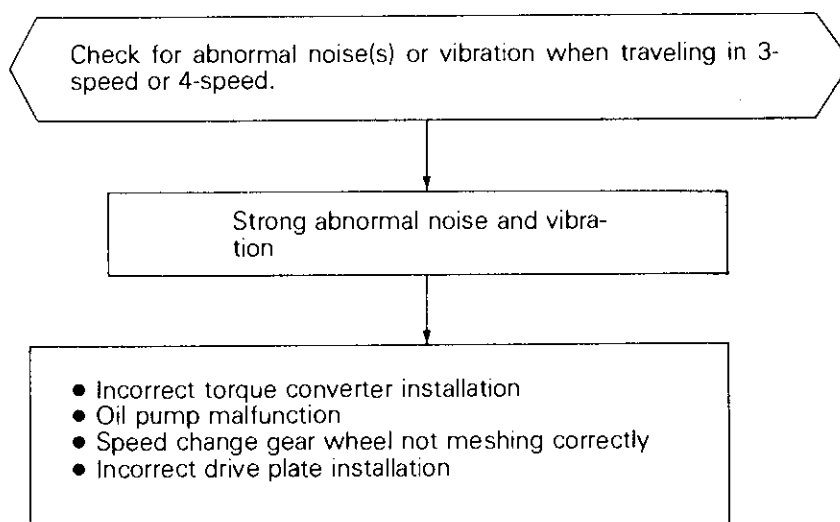 Check for abnormal noise(s) or vibration when traveling in 3-
speed or 4-speed.
Strong abnormal noise and vibra-
tion
● Incorrect torque converter installation
● Oil pump malfunction
● Speed change gear wheel not meshing correctly
● Incorrect drive plate installation